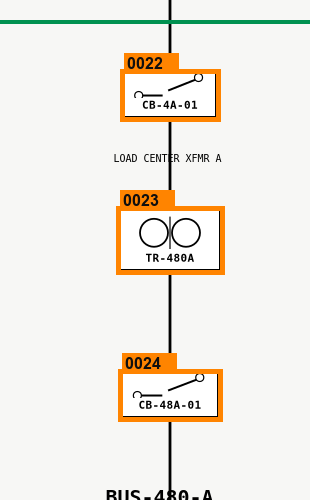 0022
CB-4A-01
LOAD CENTER XFMR A
0023
TR-480A
0024
CB-48A-01
BUS-480-A